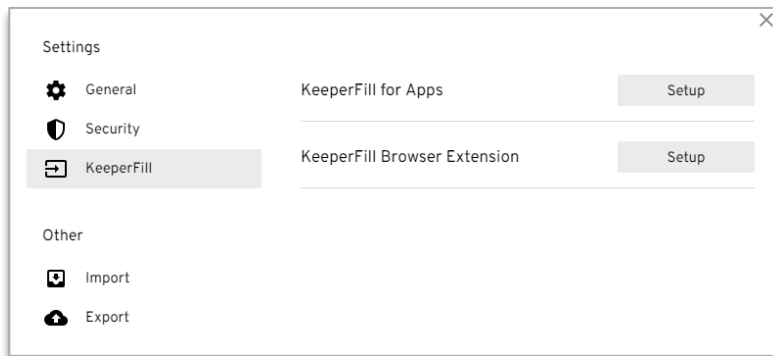 Settings
General
Security
KeeperFill
Other
Import
Export
KeeperFill for Apps
Setup
KeeperFill Browser Extension
Setup